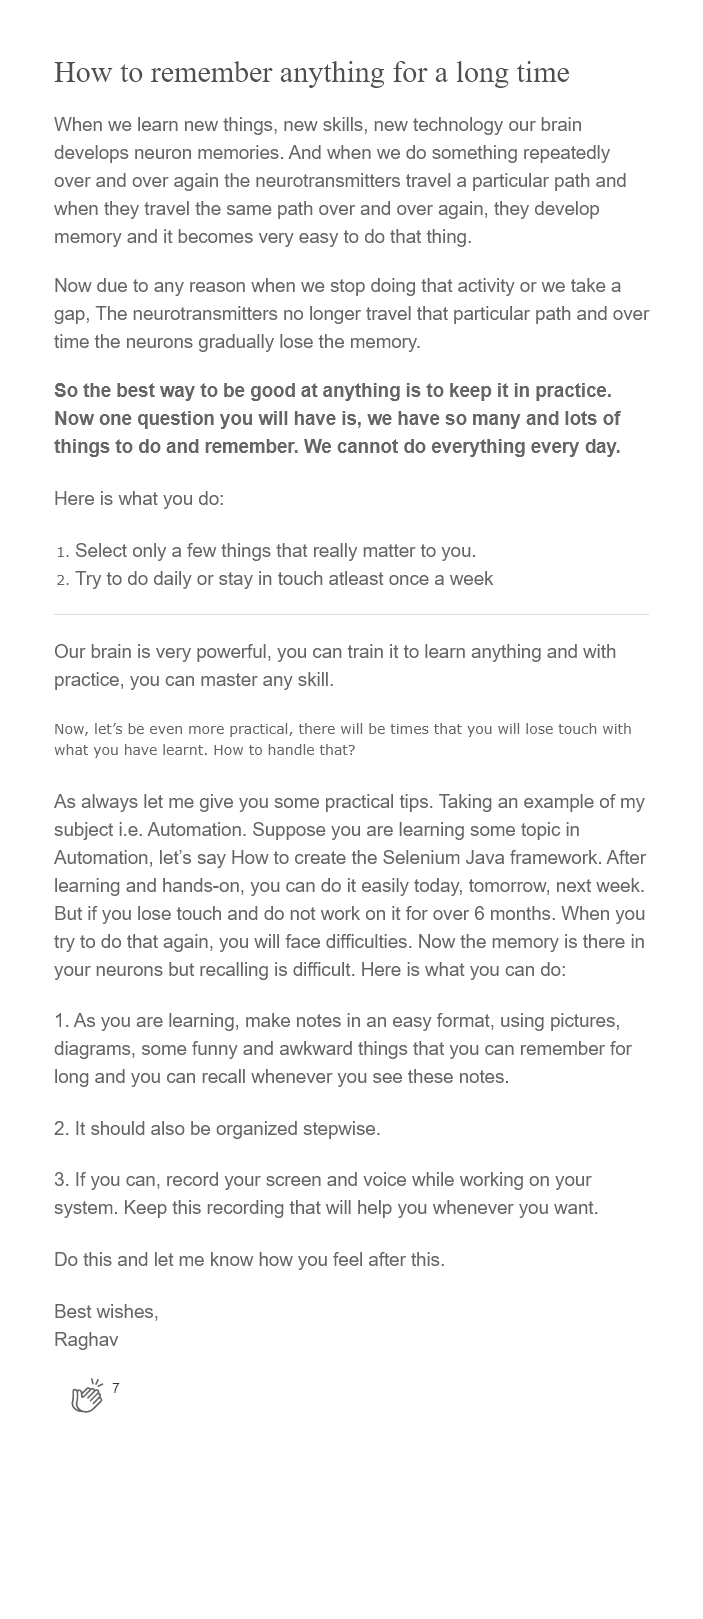 How to remember anything for a long time
When we learn new things, new skills, new technology our brain
develops neuron memories. And when we do something repeatedly
over and over again the neurotransmitters travel a particular path and
when they travel the same path over and over again, they develop
memory and it becomes very easy to do that thing.
Now due to any reason when we stop doing that activity or we take a
gap, The neurotransmitters no longer travel that particular path and over
time the neurons gradually lose the memory.
So the best way to be good at anything is to keep it in practice.
Now one question you will have is, we have so many and lots of
things to do and remember. We cannot do everything every day.
Here is what you do:
1. Select only a few things that really matter to you.
2. Try to do daily or stay in touch atleast once a week
Our brain is very powerful, you can train it to learn anything and with
practice, you can master any skill.
Now, let’s be even more practical, there will be times that you will lose touch with
what you have learnt. How to handle that?
As always let me give you some practical tips. Taking an example of my
subject i.e. Automation. Suppose you are learning some topic in
Automation, let’s say How to create the Selenium Java framework. After
learning and hands-on, you can do it easily today, tomorrow, next week.
But if you lose touch and do not work on it for over 6 months. When you
try to do that again, you will face difficulties. Now the memory is there in
your neurons but recalling is difficult. Here is what you can do:
1. As you are learning, make notes in an easy format, using pictures,
diagrams, some funny and awkward things that you can remember for
long and you can recall whenever you see these notes.
2. It should also be organized stepwise.
3. If you can, record your screen and voice while working on your
system. Keep this recording that will help you whenever you want.
Do this and let me know how you feel after this.
Best wishes,
Raghav
7